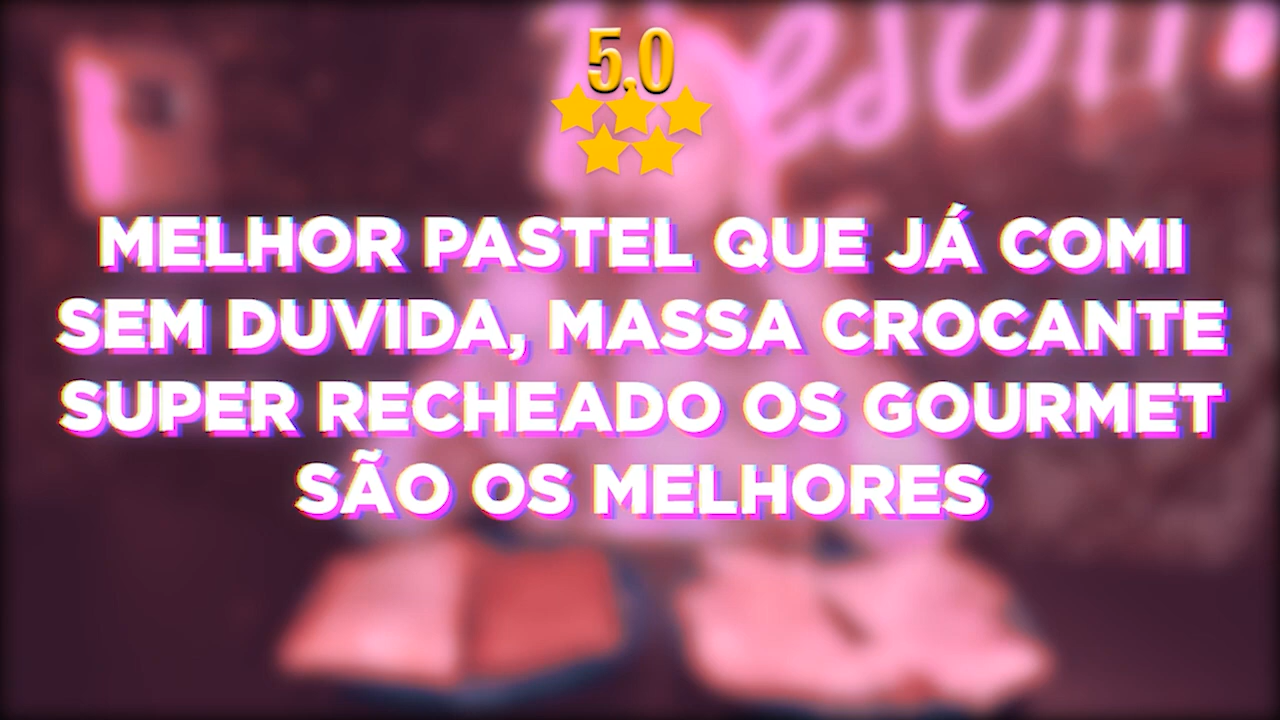 5.0
MELHOR PASTEL QUE JÁ COMI
SEM DUVIDA, MASSA CROCANTE
SUPER RECHEADO OS GOURMET
SÃO OS MELHORES